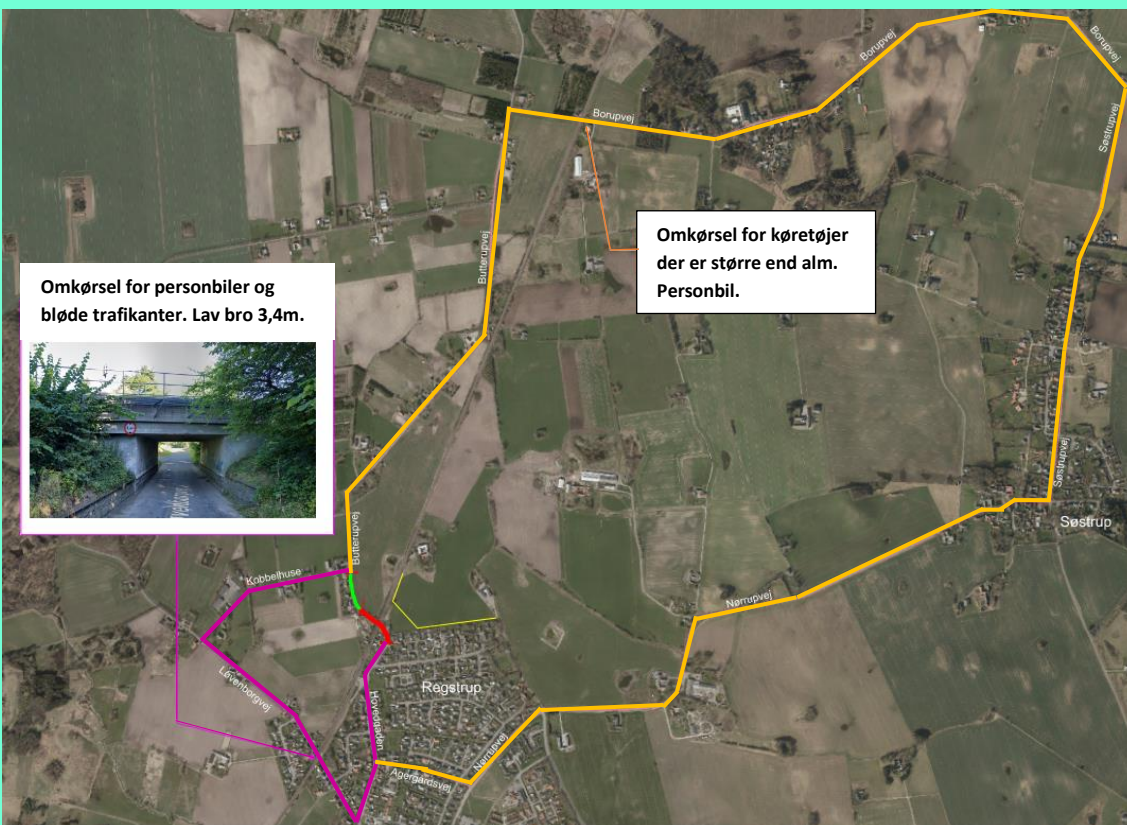 Borupvej
Borupvej
Borupvej
Borupvej
Søstrupvej
Butterupvej
Omkørsel for køretøjer
der er større end alm.
Personbil.
Omkørsel for personbiler og
bløde trafikanter. Lav bro 3,4m.
Søstrupvej
Søstrup
Butterupvej
Kobbelhuse
Nørrupvej
Løvenborgvej
Regstrup
Hovedgaden
Nørrupvej
Agergårdsvej